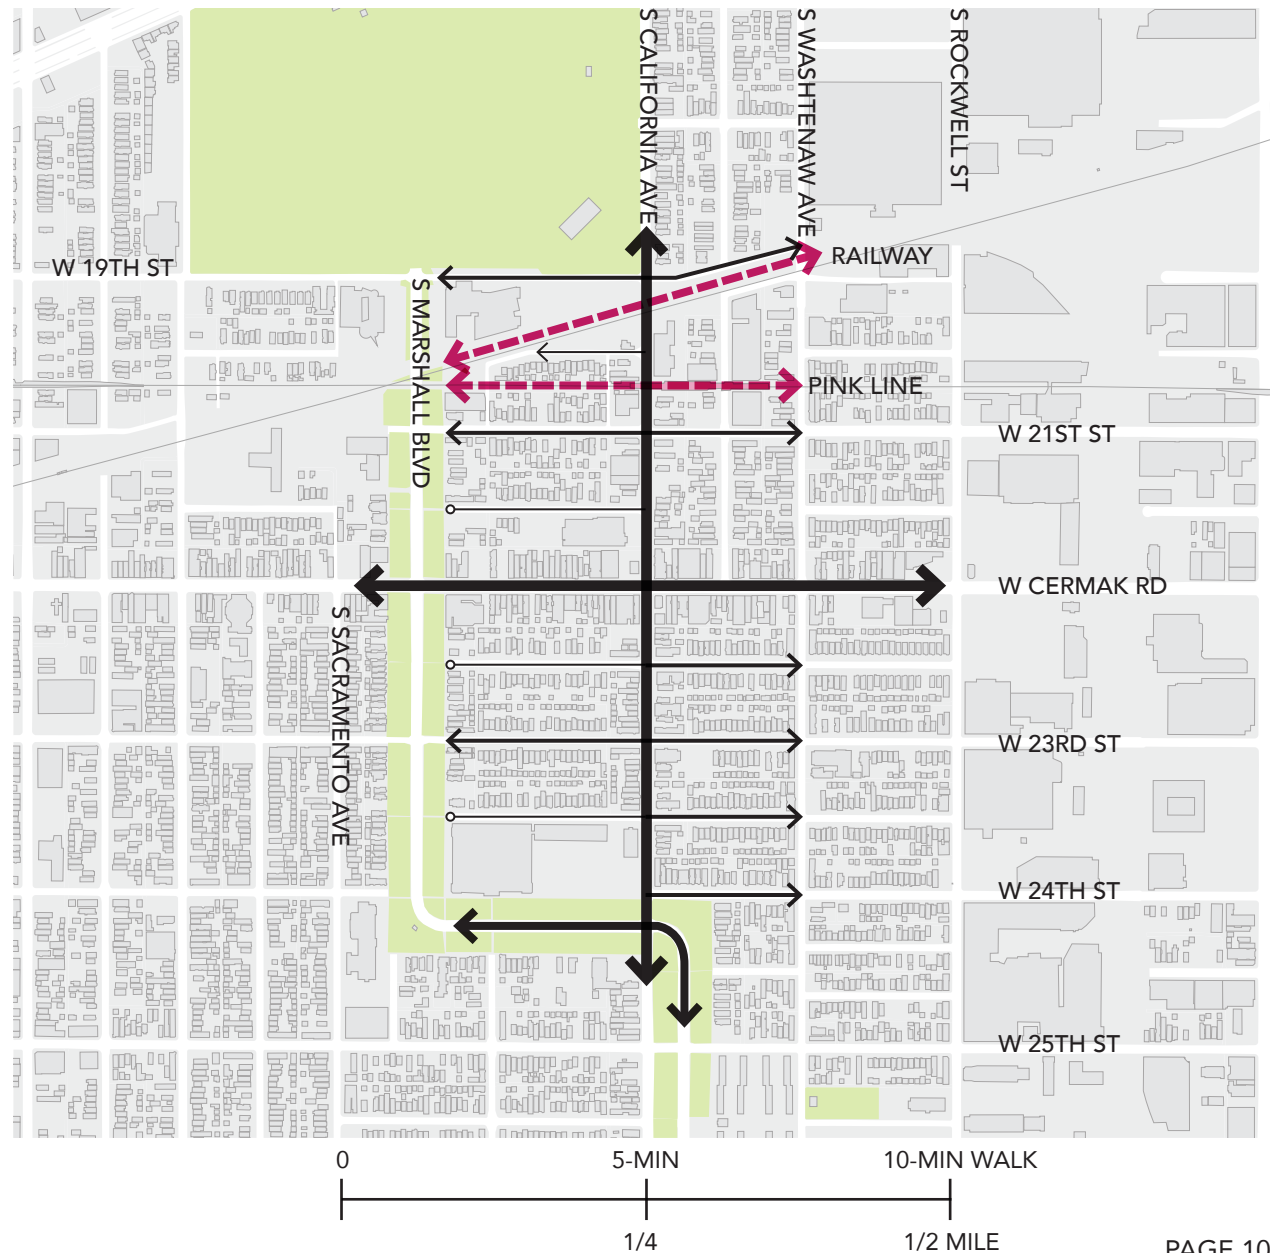 S CALIFORNIA AVE
S WASHTENAW AVE
S ROCKWELL ST
RAILWAY
W 19TH ST
S MARSHALL BLVD
PINK LINE
W 21ST ST
W CERMAK RD
S SACRAMENTO AVE
W 23RD ST
W 24TH ST
W 25TH ST
0
5-MIN
10-MIN WALK
1/4
1/2 MILE
PAGE 10